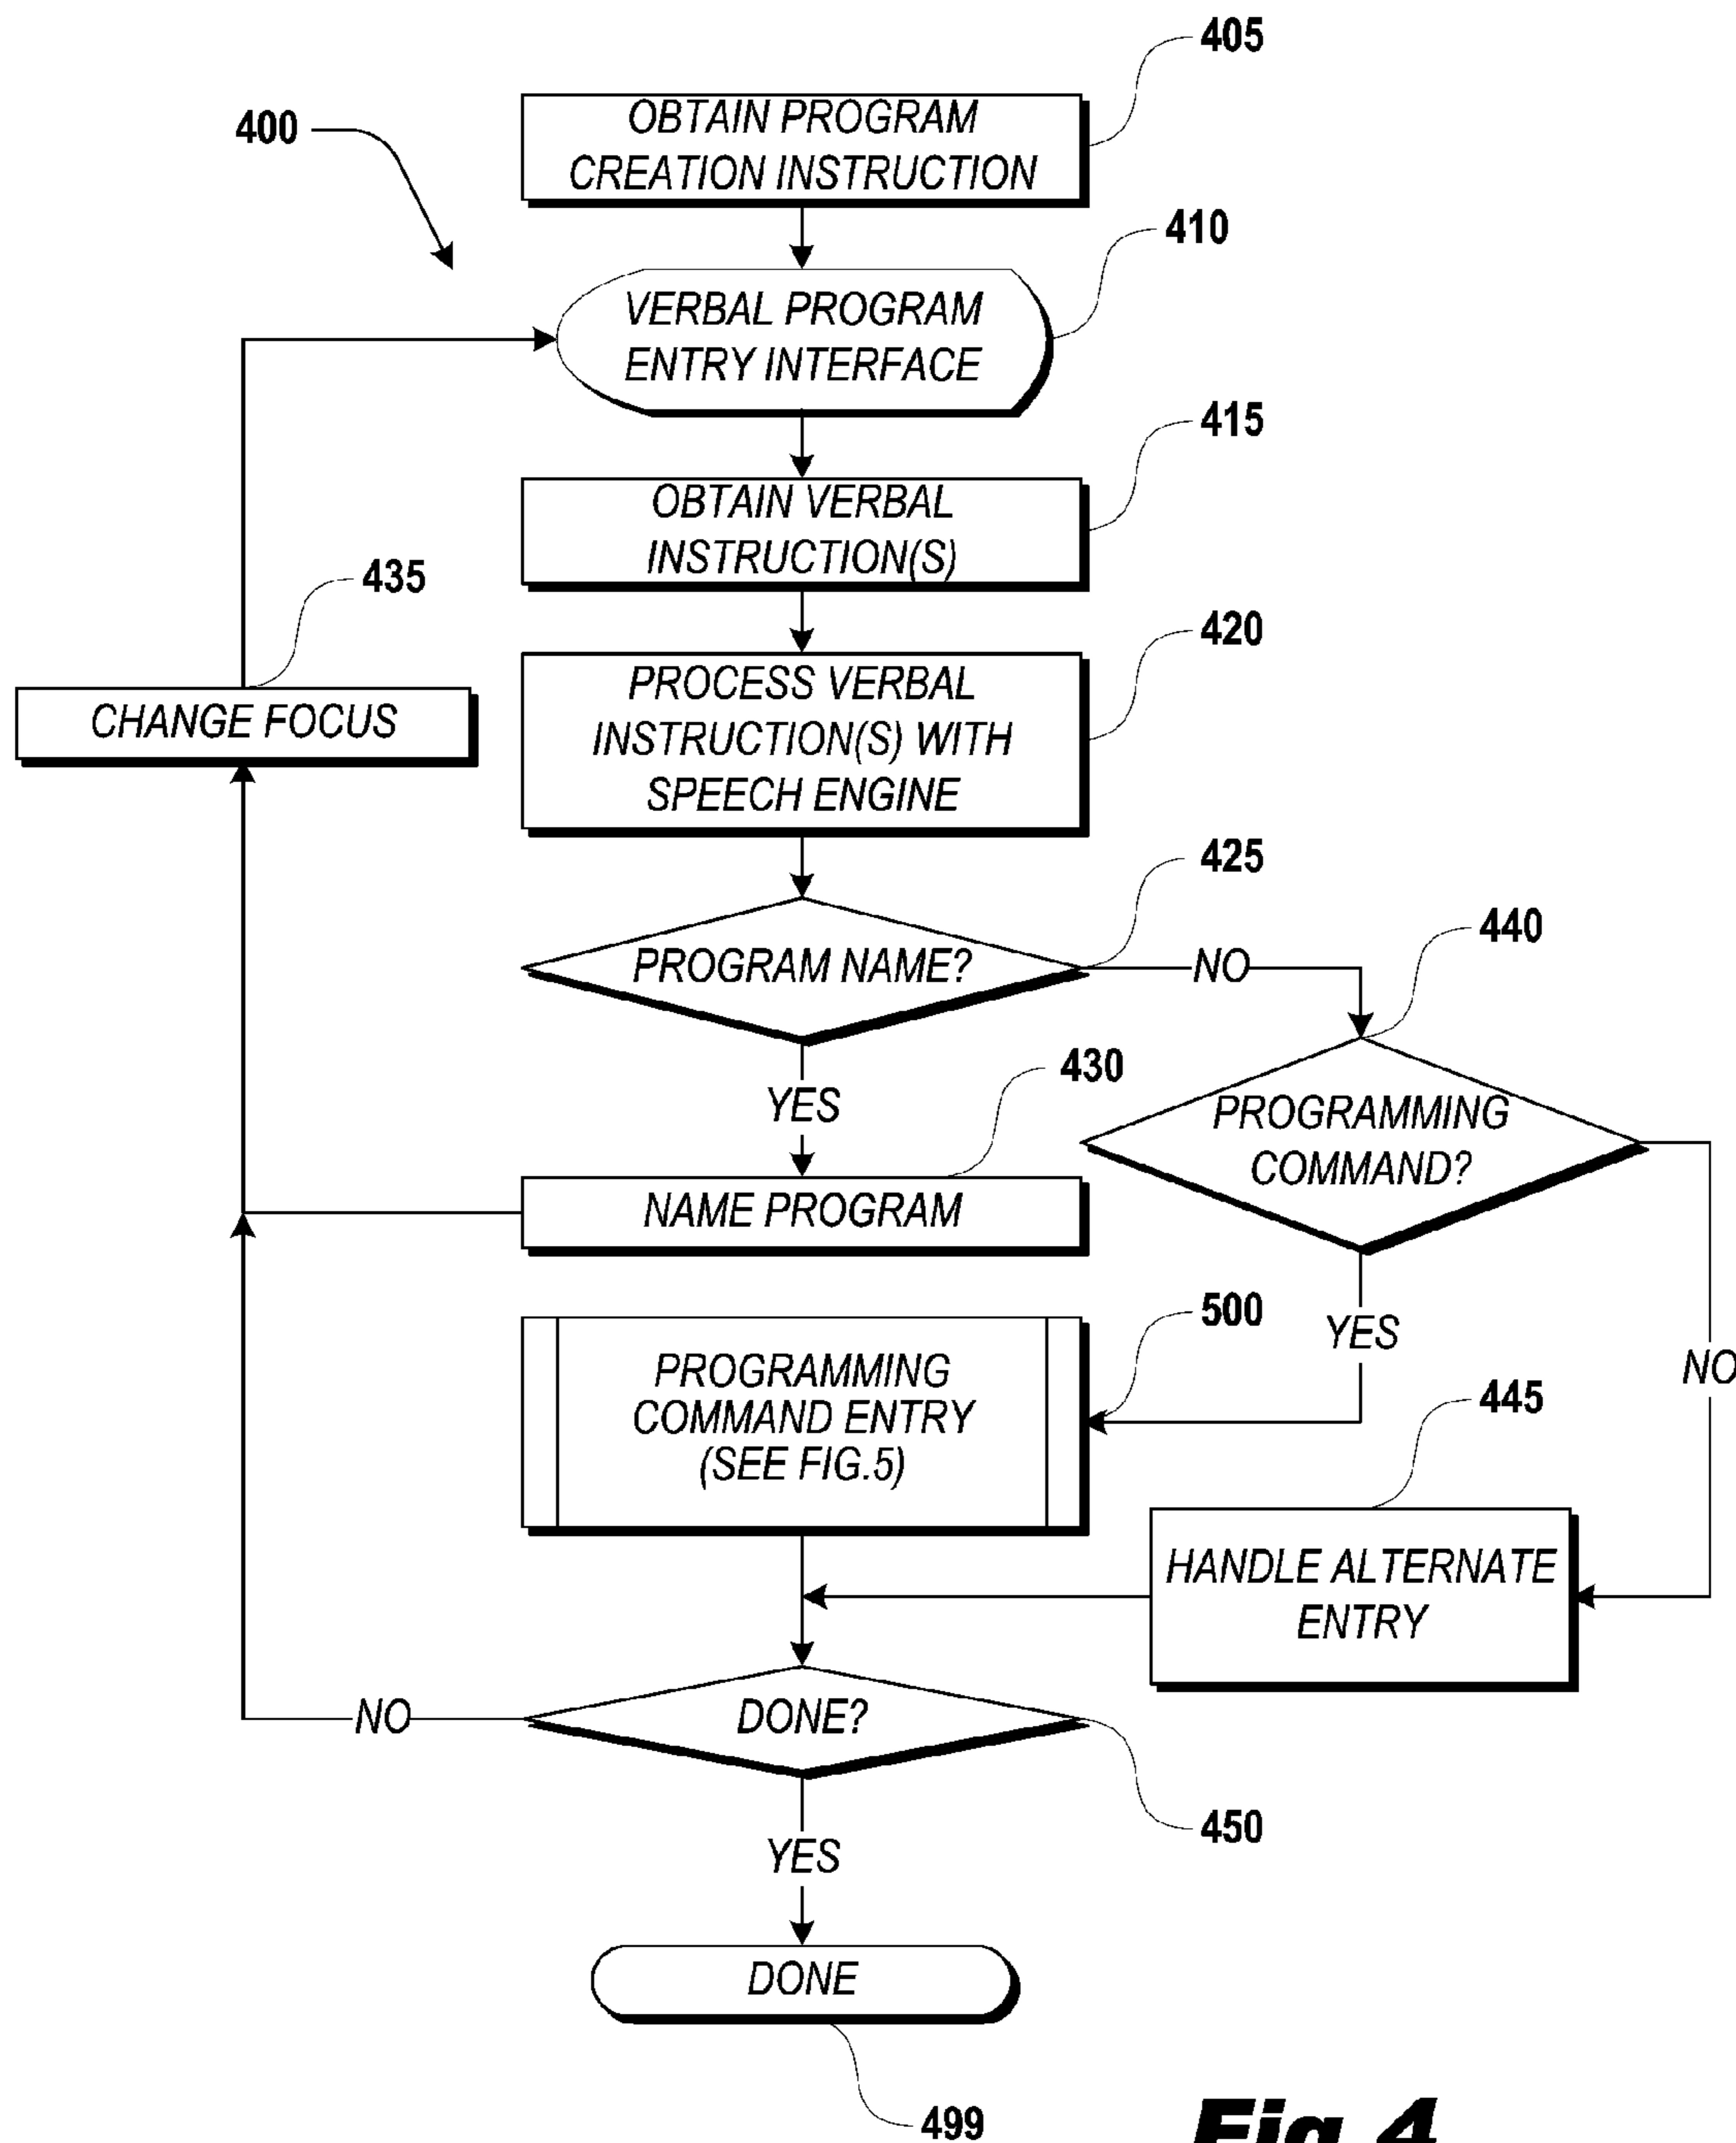 405
OBTAIN PROGRAM
CREATION INSTRUCTION
400
410
VERBAL PROGRAM
ENTRY INTERFACE
415
OBTAIN VERBAL
INSTRUCTION(S)
435
CHANGE FOCUS
420
PROCESS VERBAL
INSTRUCTION(S) WITH
SPEECH ENGINE
425
PROGRAM NAME?
NO
440
PROGRAMMING
COMMAND?
YES
430
NAME PROGRAM
500
YES
NO
PROGRAMMING
COMMAND ENTRY
(SEE FIG.5)
445
HANDLE ALTERNATE
ENTRY
NO
DONE?
450
YES
DONE
499
Fig.4